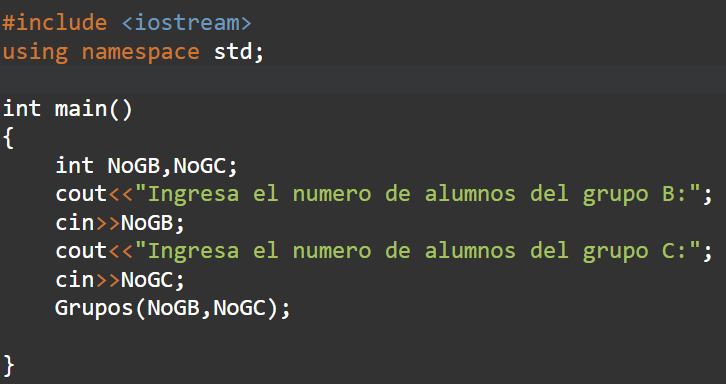 #include <iostream>
using namespace std;
int main()
{
int NoGB,NoGC;
cout<<"Ingresa el numero de alumnos del grupo B:";
cin>>NoGB;
cout<<"Ingresa el numero de alumnos del grupo C:";
cin>>NoGC;
Grupos(NoGB,NoGC);
}